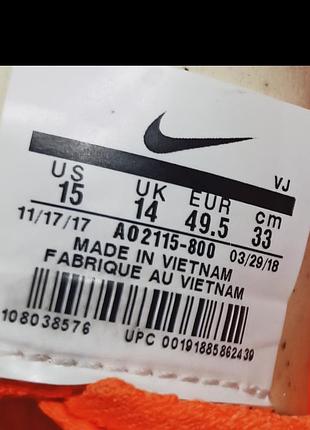 VJ
US UK EUR cm
15 14 49.5 33
11/17/17 AO2115-800 03/29/18
MADE IN VIETNAM
FABRIQUE AU VIETNAM
108038576 UPC 00191885862439